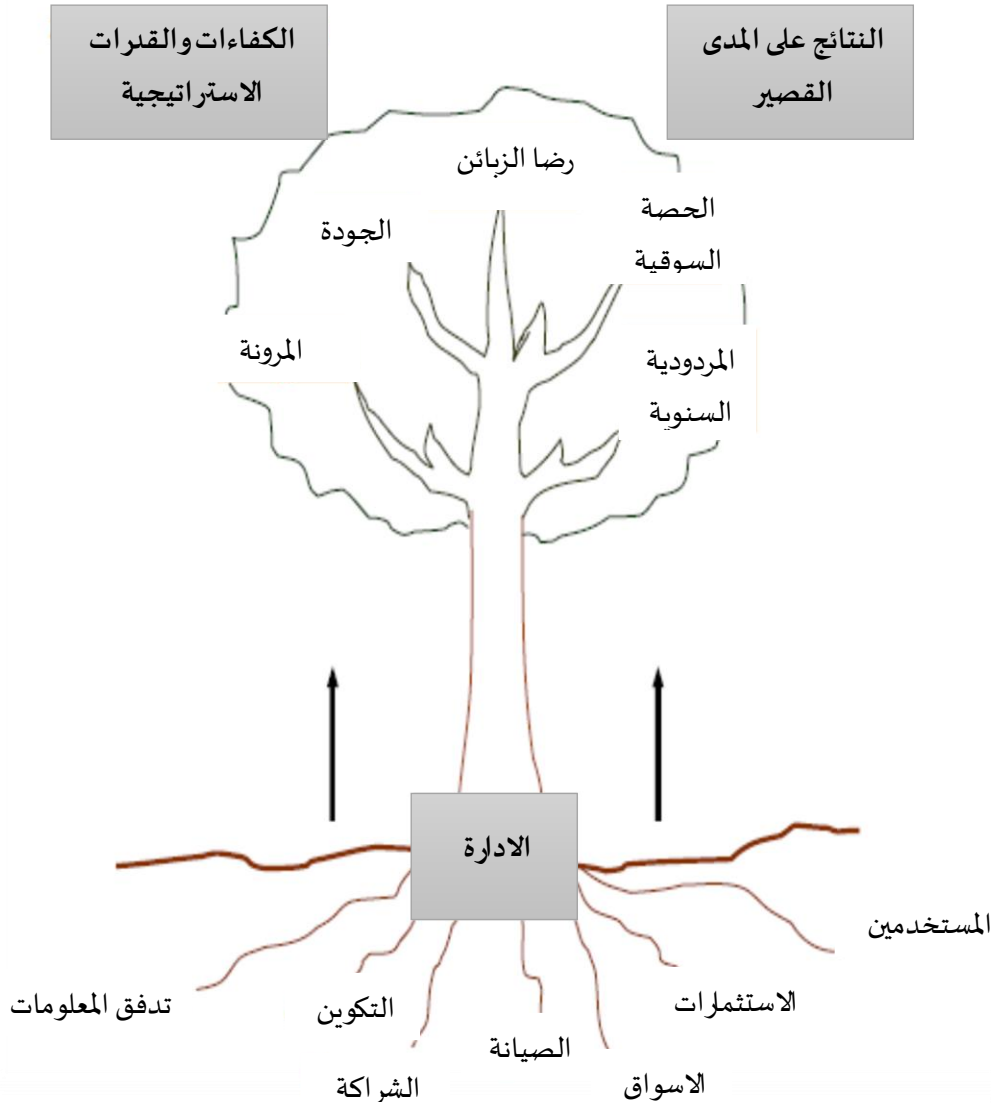 النتائج على المدى
القصير
الكفاءات والقدرات
الاستراتيجية
رضا الزبائن
الحصة
السوقية
الجودة
المردودية
السنوية
المرونة
الادارة
المستخدمين
الاستثمارات
الاسواق
الصيانة
الشراكة
التكوين
تدفق المعلومات